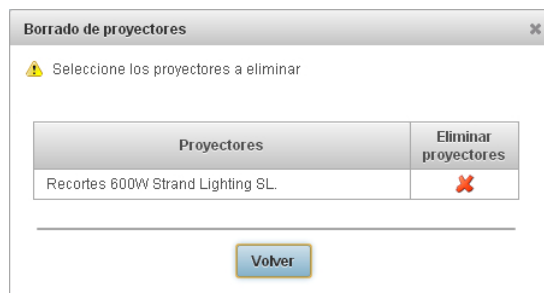 Borrado de proyectores
Seleccione los proyectores a eliminar
Proyectores
Eliminar
proyectores
Recortes 600W Strand Lighting SL.
Volver